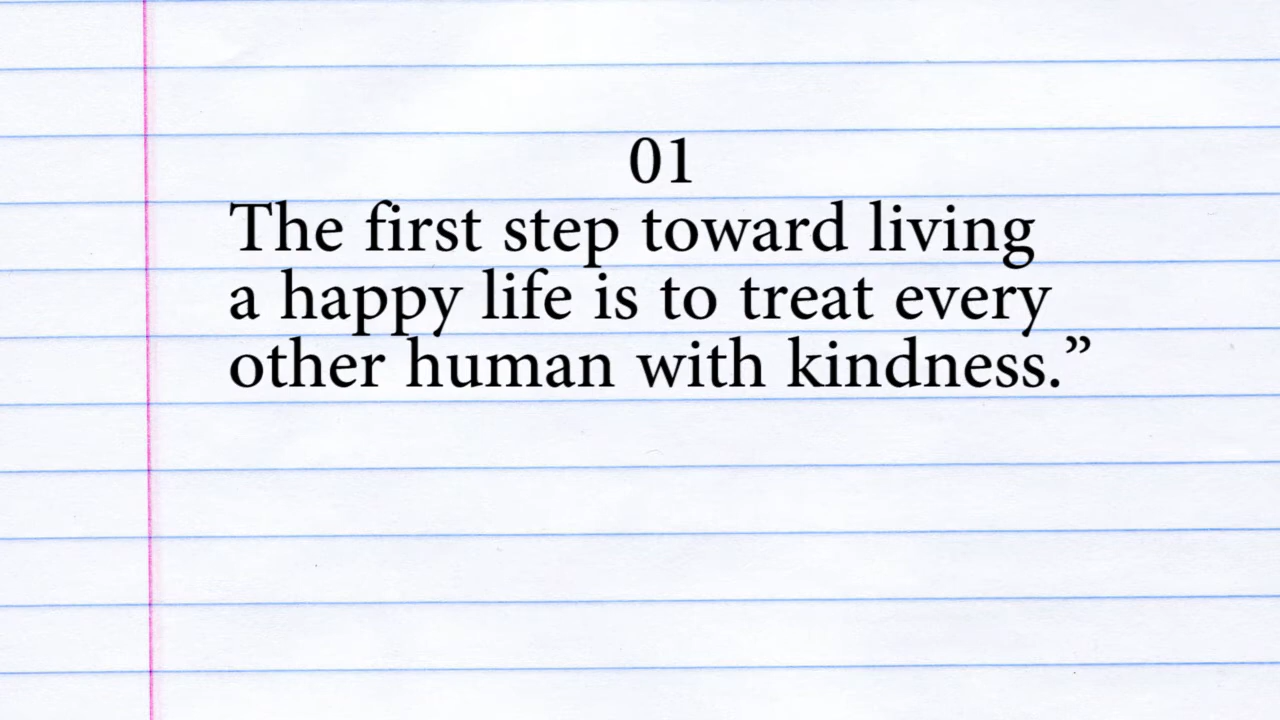 01
The first step toward living
a happy life is to treat every
other human with kindness.”